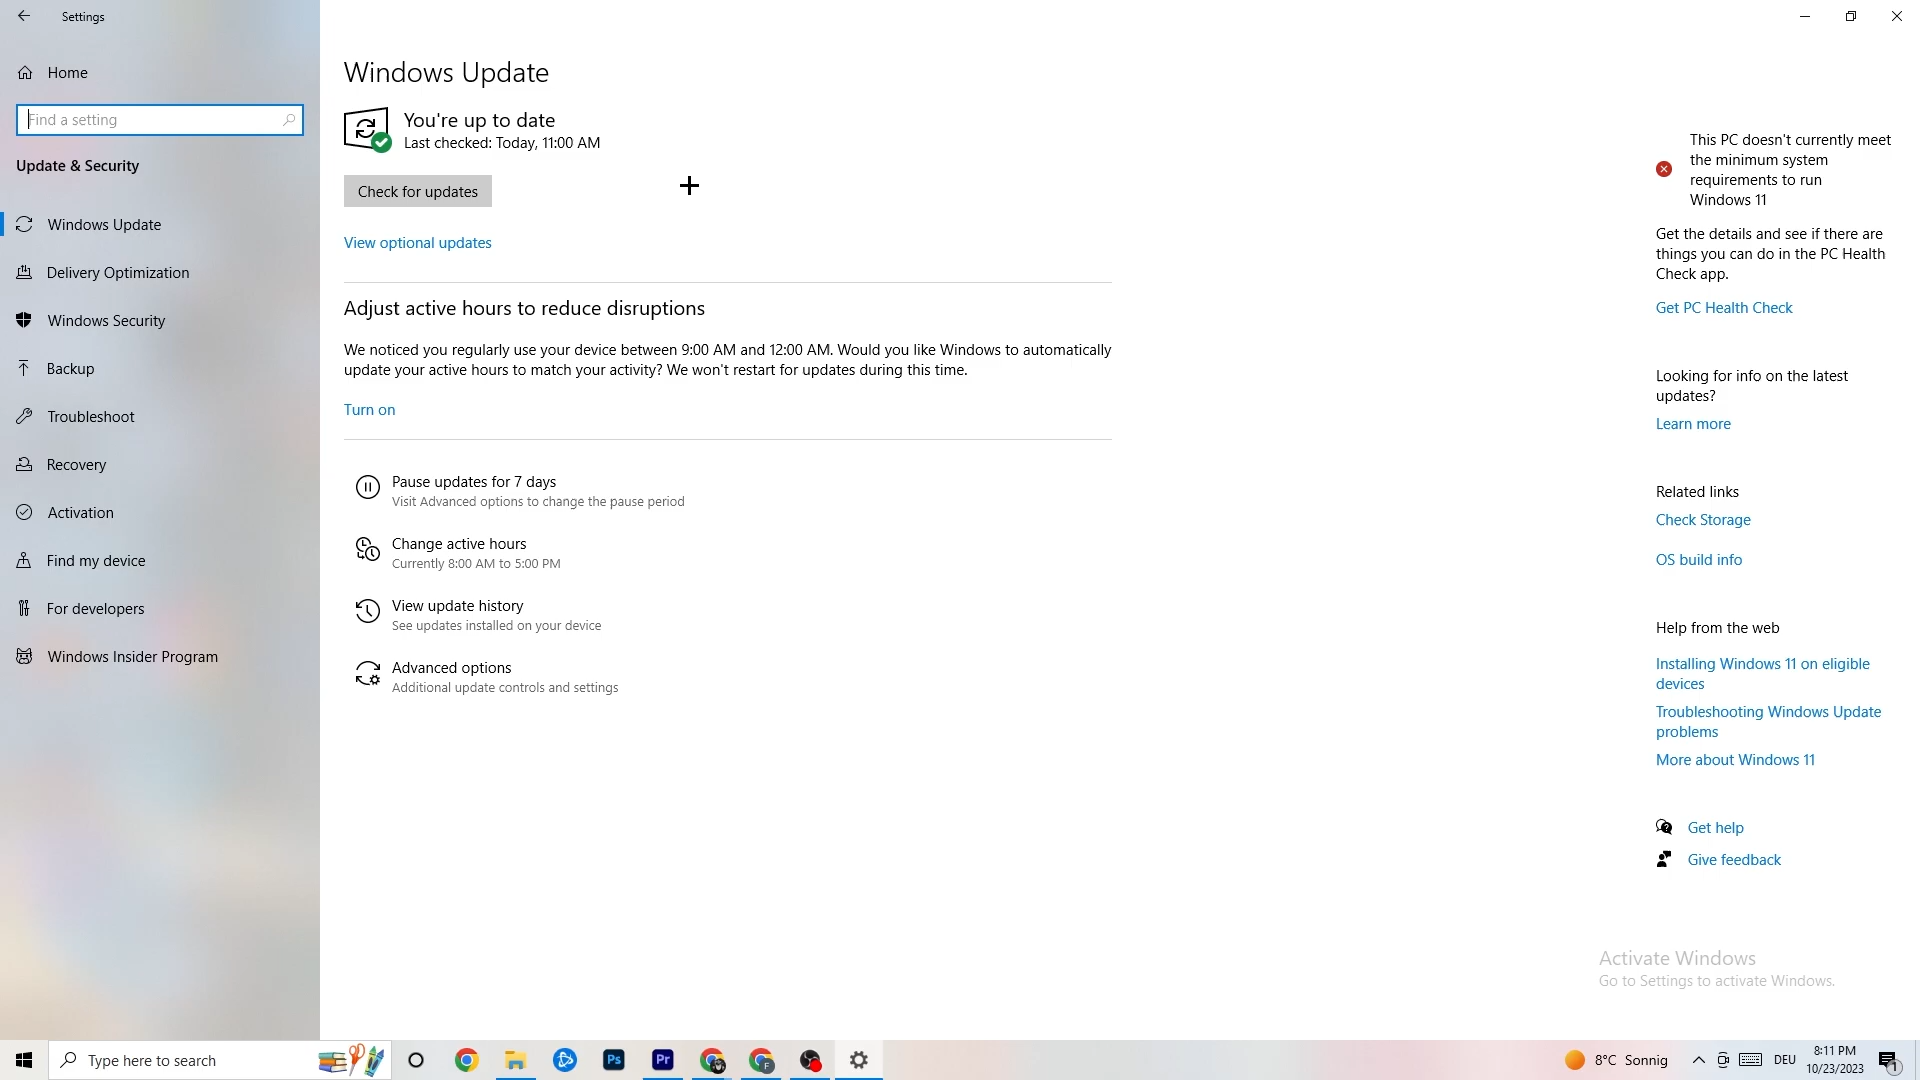 Settings
Home
Find a setting
Update & Security
Windows Update
Delivery Optimization
Windows Security
Backup
Troubleshoot
Recovery
Activation
Find my device
For developers
Windows Insider Program
Windows Update
You're up to date
Last checked: Today, 11:00 AM
Check for updates
View optional updates
Adjust active hours to reduce disruptions
We noticed you regularly use your device between 9:00 AM and 12:00 AM. Would you like Windows to automatically
update your active hours to match your activity? We won't restart for updates during this time.
Turn on
Pause updates for 7 days
Visit Advanced options to change the pause period
Change active hours
Currently 8:00 AM to 5:00 PM
View update history
See updates installed on your device
Advanced options
Additional update controls and settings
This PC doesn't currently meet
the minimum system
requirements to run
Windows 11
Get the details and see if there are
things you can do in the PC Health
Check app.
Get PC Health Check
Looking for info on the latest
updates?
Learn more
Related links
Check Storage
OS build info
Help from the web
Installing Windows 11 on eligible
devices
Troubleshooting Windows Update
problems
More about Windows 11
Get help
Give feedback
Activate Windows
Go to Settings to activate Windows.
Type here to search
Ps
Pr
F
8°C Sonnig
DEU
8:11 PM
10/23/2023
1